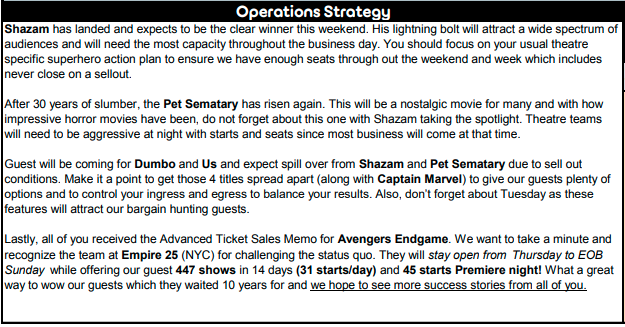 Operations Strategy
Shazam has landed and expects to be the clear winner this weekend. His lightning bolt will attract a wide spectrum of
audiences and will need the most capacity throughout the business day. You should focus on your usual theatre
specific superhero action plan to ensure we have enough seats through out the weekend and week which includes
never close on a sellout.
After 30 years of slumber, the Pet Sematary has risen again. This will be a nostalgic movie for many and with how
impressive horror movies have been, do not forget about this one with Shazam taking the spotlight. Theatre teams
will need to be aggressive at night with starts and seats since most business will come at that time.
Guest will be coming for Dumbo and Us and expect spill over from Shazam and Pet Sematary due to sell out
conditions. Make it a point to get those 4 titles spread apart (along with Captain Marvel) to give our guests plenty of
options and to control your ingress and egress to balance your results. Also, don't forget about Tuesday as these
features will attract our bargain hunting guests.
Lastly, all of you received the Advanced Ticket Sales Memo for Avengers Endgame. We want to take a minute and
recognize the team at Empire 25 (NYC) for challenging the status quo. They will stay open from Thursday to EOB
Sunday while offering our guest 447 shows in 14 days (31 starts/day) and 45 starts Premiere night! What a great
way to wow our guests which they waited 10 years for and we hope to see more success stories from all of you.